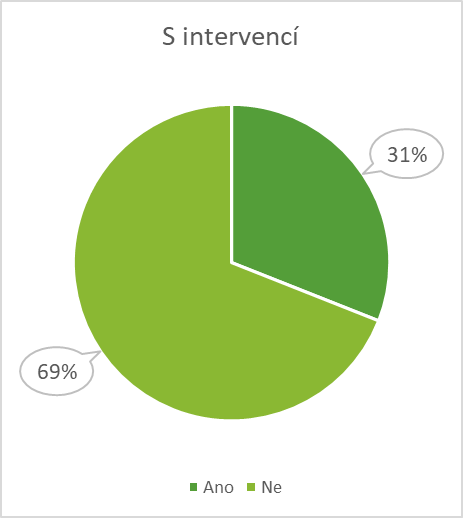 S intervencí
31%
69%
Ano Ne